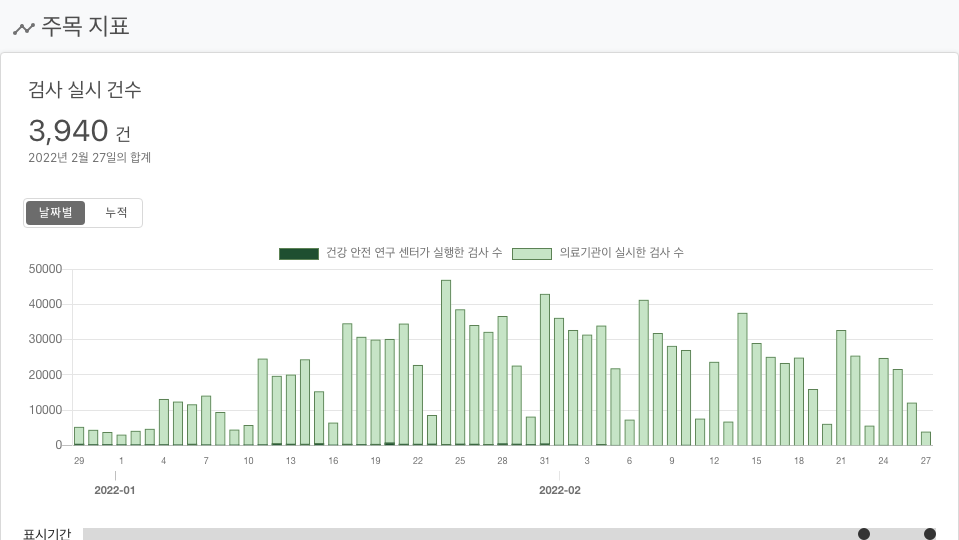 주목 지표
검사 실시 건수
3,940 건
2022년 2월 27일의 합계
날짜별 누적
건강 안전 연구 센터가 실행한 검사 수 의료기관이 실시한 검사 수
50000
40000
30000
20000
10000
0
29 1 4 7 10 13 16 19 22 25 28 31 3 6 9 12 15 18 21 24 27
2022-01 2022-02
표시기간